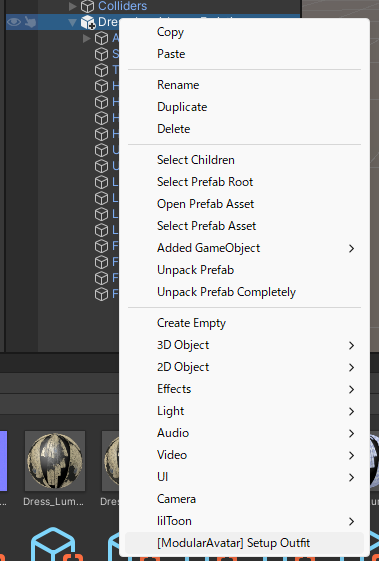 Colliders
Copy
Paste
Rename
Duplicate
Delete
Select Children
Select Prefab Root
Open Prefab Asset
Select Prefab Asset
Added GameObject
Unpack Prefab
Unpack Prefab Completely
Create Empty
3D Object
2D Object
Effects
Light
Audio
Video
UI
Camera
lilToon
[ModularAvatar] Setup Outfit
Dress_Lum...